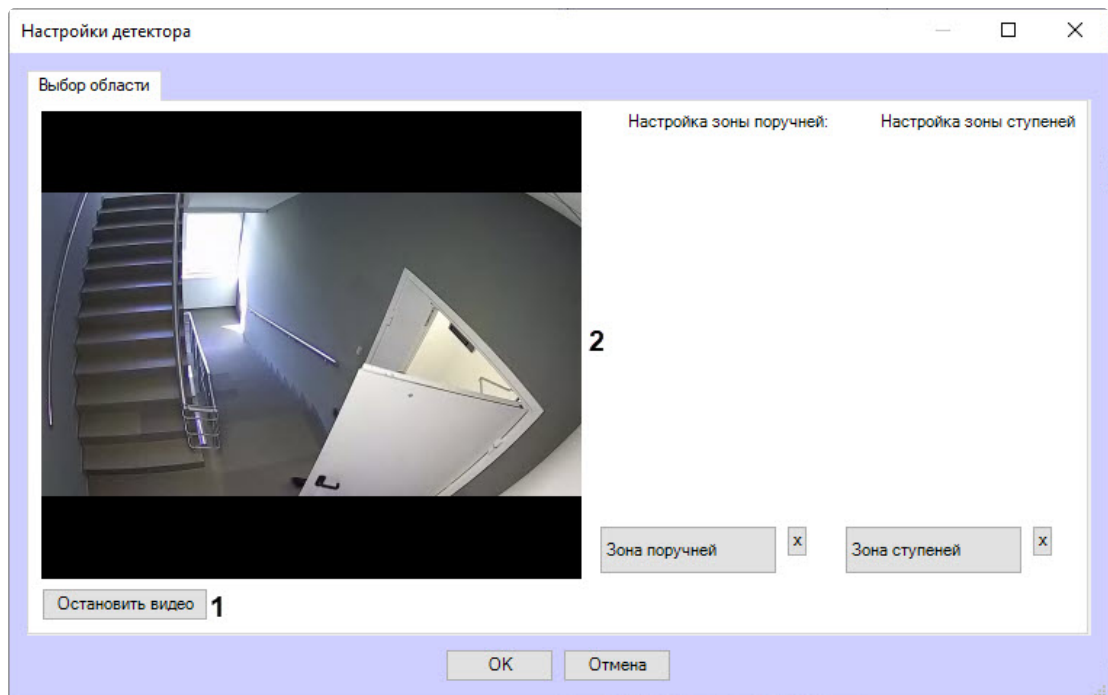 Настройки детектора
Выбор области
Настройка зоны поручней:
Настройка зоны ступеней
2
Зона поручней
x
Зона ступеней
x
Остановить видео
1
OK
Отмена